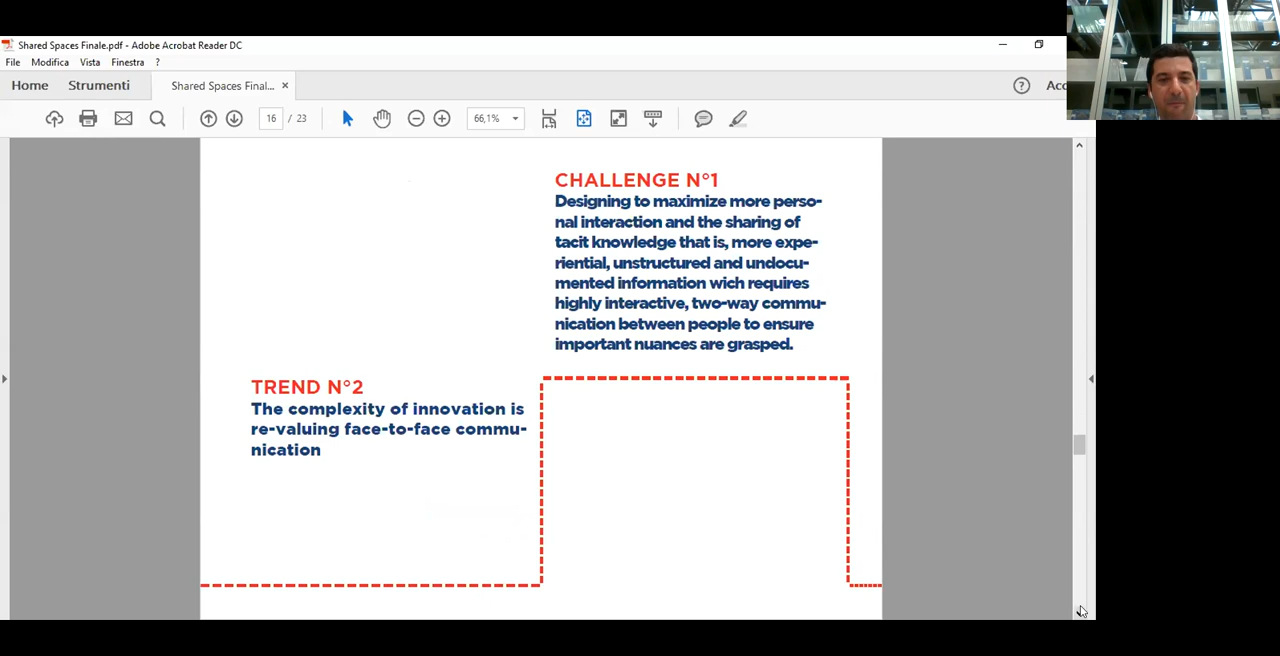 Shared Spaces Finale.pdf - Adobe Acrobat Reader DC
File Modifica Vista Finestra ?
Home Strumenti Shared Spaces Final... ×
16 / 23 66,1%
CHALLENGE N°1
Designing to maximize more perso-
nal interaction and the sharing of
tacit knowledge that is, more expe-
riential, unstructured and undocu-
mented information wich requires
highly interactive, two-way commu-
nication between people to ensure
important nuances are grasped.
TREND N°2
The complexity of innovation is
re-valuing face-to-face commu-
nication